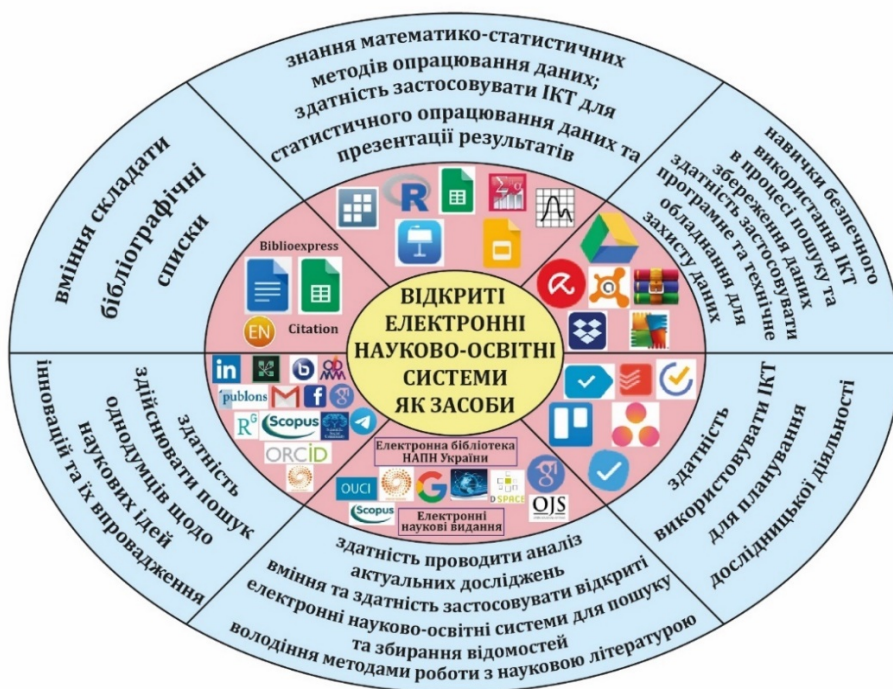 знання математико-статистичних
методів опрацювання даних;
здатність застосовувати ІКТ для
статистичного опрацювання даних та
презентації результатів
навички безпечного
використання ІКТ
в процесі пошуку та
збереження даних
здатність застосовувати
програмне та технічне
обладнання для
захисту даних
вміння складати
бібліографічні
списки
Biblioexpress
EN
Citation
R
ВІДКРИТІ
ЕЛЕКТРОННІ
НАУКОВО-ОСВІТНІ
СИСТЕМИ
ЯК ЗАСОБИ
in
publons
f
RG
Scopus
ORCID
Електронна бібліотека
НАПН України
OUCI
G
D SPACE
OJS
Scopus
Електронні
наукові видання
здатність
використовувати ІКТ
для планування
дослідницької діяльності
здатність
здійснювати пошук
однодумців щодо
наукових ідей
інновацій та їх впровадження
здатність проводити аналіз
актуальних досліджень
вміння та здатність застосовувати відкриті
електронні науково-освітні системи для пошуку
та збирання відомостей
володіння методами роботи з науковою літературою